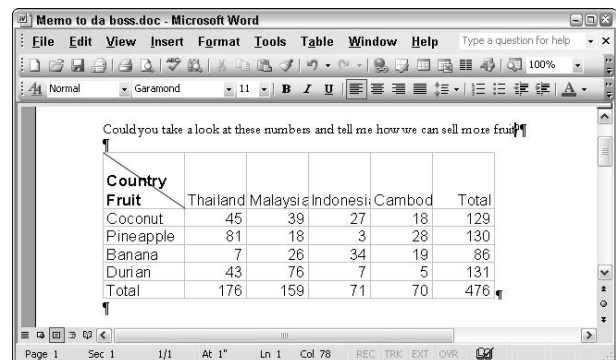 Memo to da boss.doc - Microsoft Word
File Edit View Insert Format Tools Table Window Help Type a question for help
100%
Normal Garamond 11 B I U A
Could you take a look at these numbers and tell me how we can sell more fruit?¶
¶
Country
Fruit Thailand Malaysia Indonesi Cambod Total
Coconut 45 39 27 18 129
Pineapple 81 18 3 28 130
Banana 7 26 34 19 86
Durian 43 76 7 5 131
Total 176 159 71 70 476 ¶
¶
Page 1 Sec 1 1/1 At 1" Ln 1 Col 78 REC TRK EXT OVR